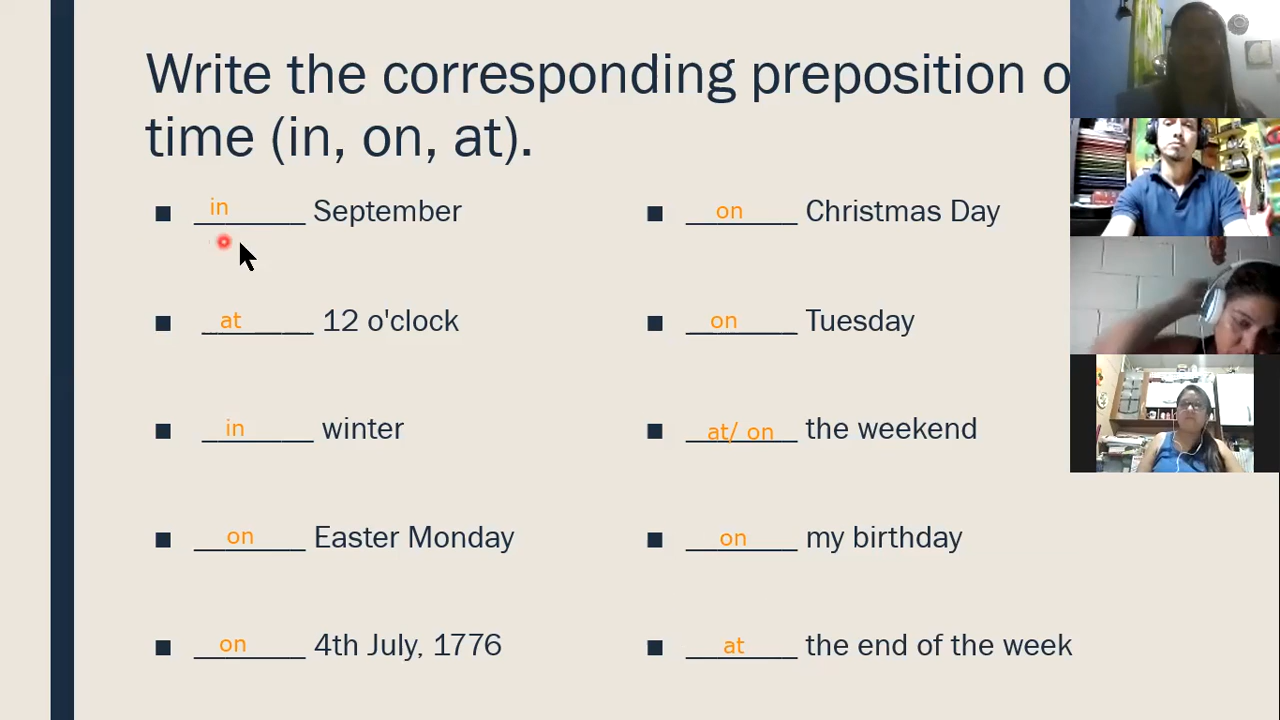 Write the corresponding preposition o
time (in, on, at).
■ in September
■ at 12 o'clock
■ in winter
■ on Easter Monday
■ on 4th July, 1776
■ on Christmas Day
■ on Tuesday
■ at/ on the weekend
■ on my birthday
■ at the end of the week